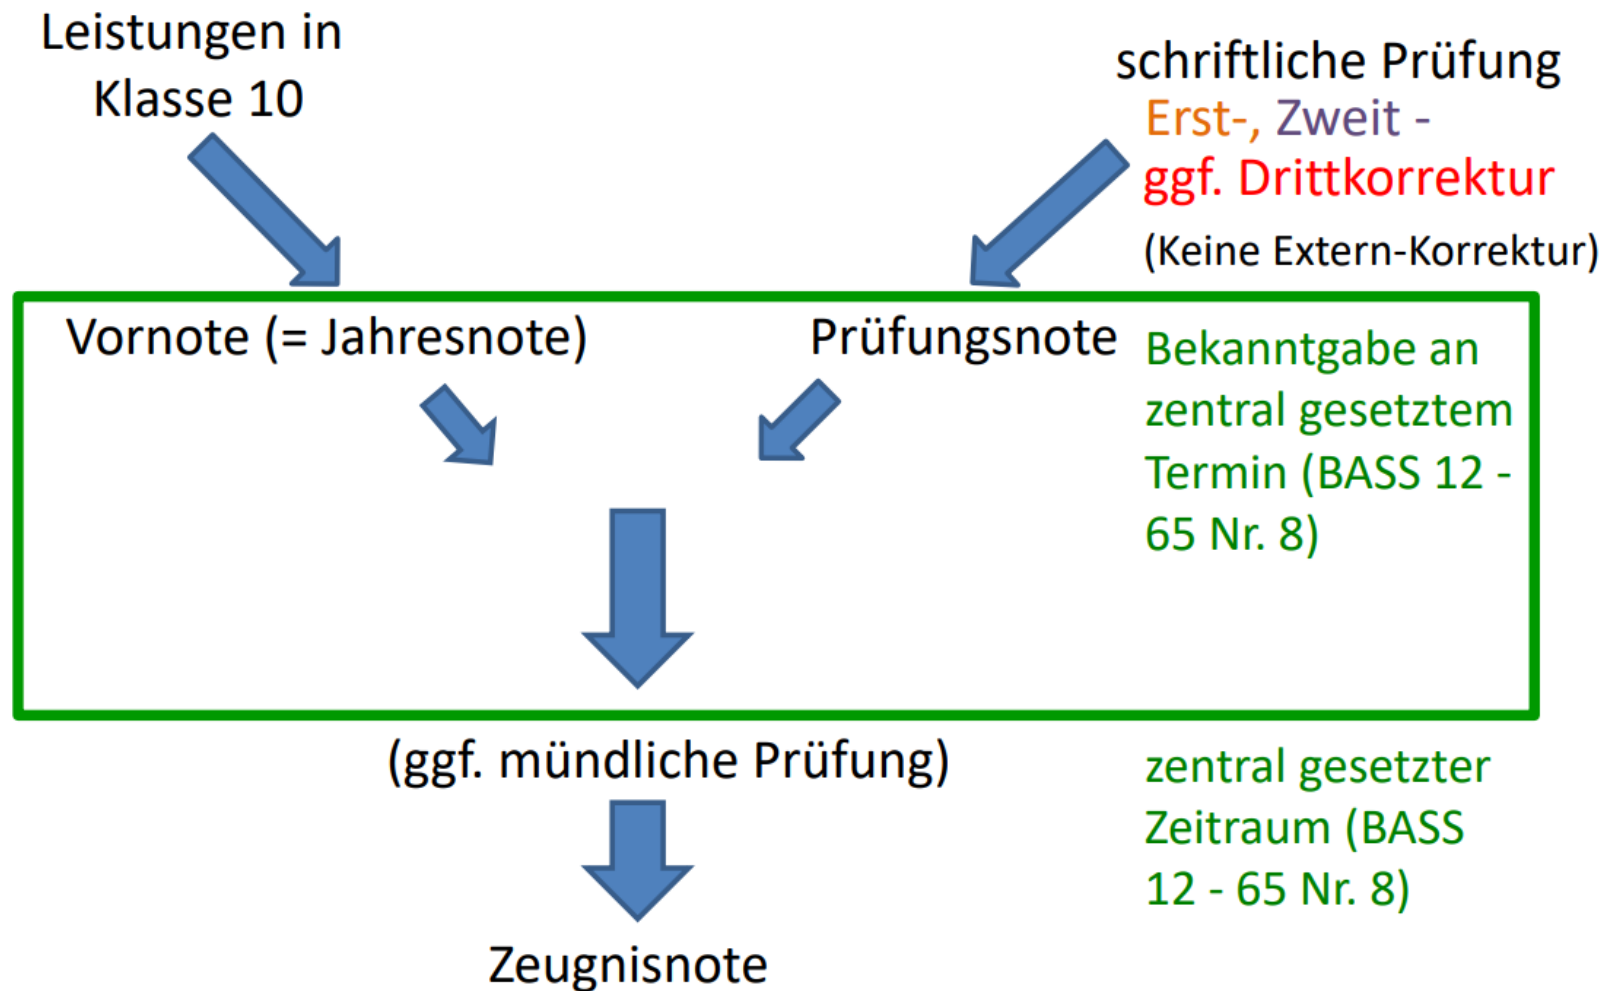 Leistungen in
Klasse 10
schriftliche Prüfung
Erst-, Zweit -
ggf. Drittkorrektur
(Keine Extern-Korrektur)
Vornote (= Jahresnote)
Prüfungsnote
Bekanntgabe an
zentral gesetztem
Termin (BASS 12 -
65 Nr. 8)
(ggf. mündliche Prüfung)
zentral gesetzter
Zeitraum (BASS
12 - 65 Nr. 8)
Zeugnisnote